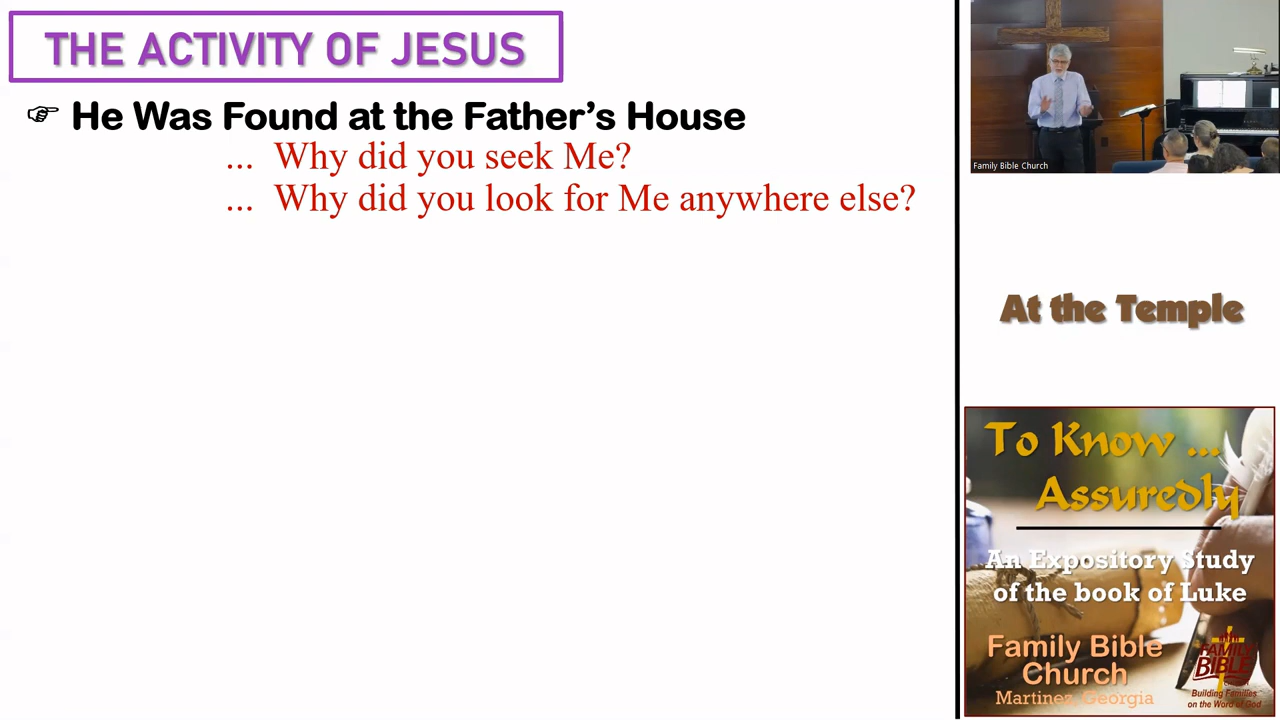 THE ACTIVITY OF JESUS
☞ He Was Found at the Father's House
... Why did you seek Me?
... Why did you look for Me anywhere else?
Family Bible Church
At the Temple
To Know ...
Assuredly
An Expository Study
of the book of Luke
Family Bible
Church
Martinez, Georgia
FAMILY
BIBLE
Building Families
on the Word of God